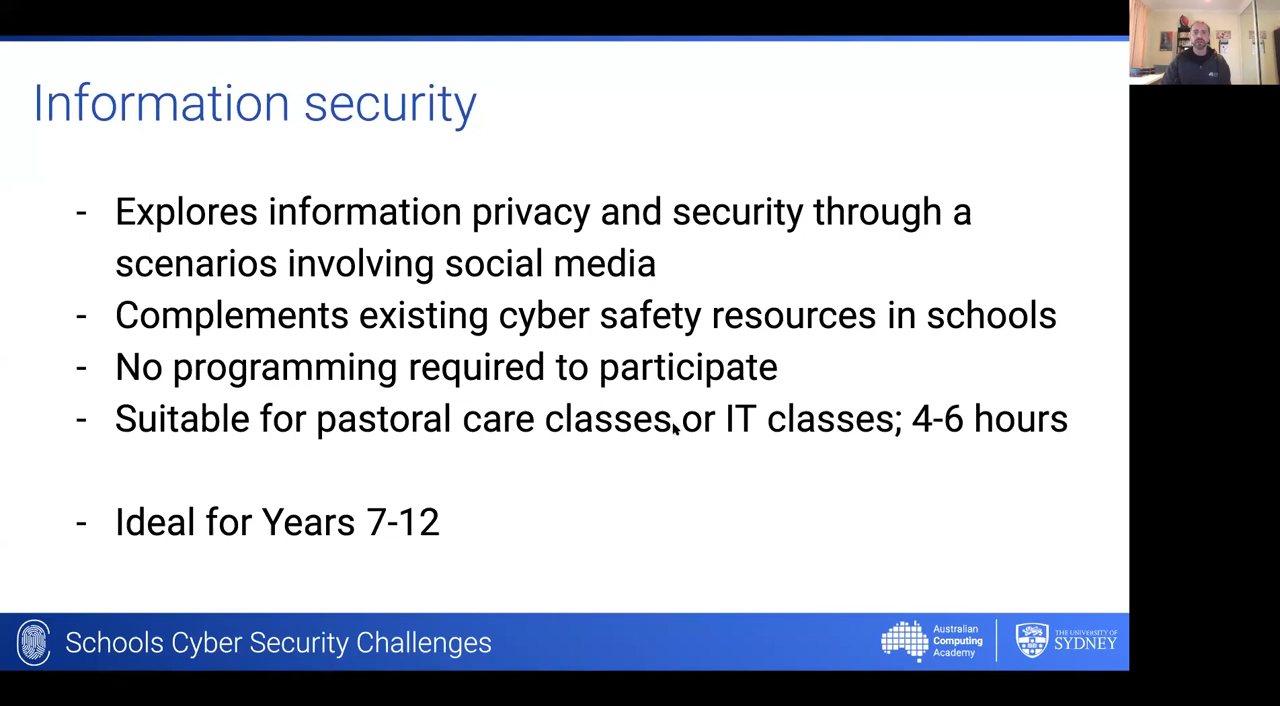 Information security
- Explores information privacy and security through a
scenarios involving social media
- Complements existing cyber safety resources in schools
- No programming required to participate
- Suitable for pastoral care classes or IT classes; 4-6 hours
- Ideal for Years 7-12
Schools Cyber Security Challenges
Australian
Computing
Academy
THE UNIVERSITY OF
SYDNEY